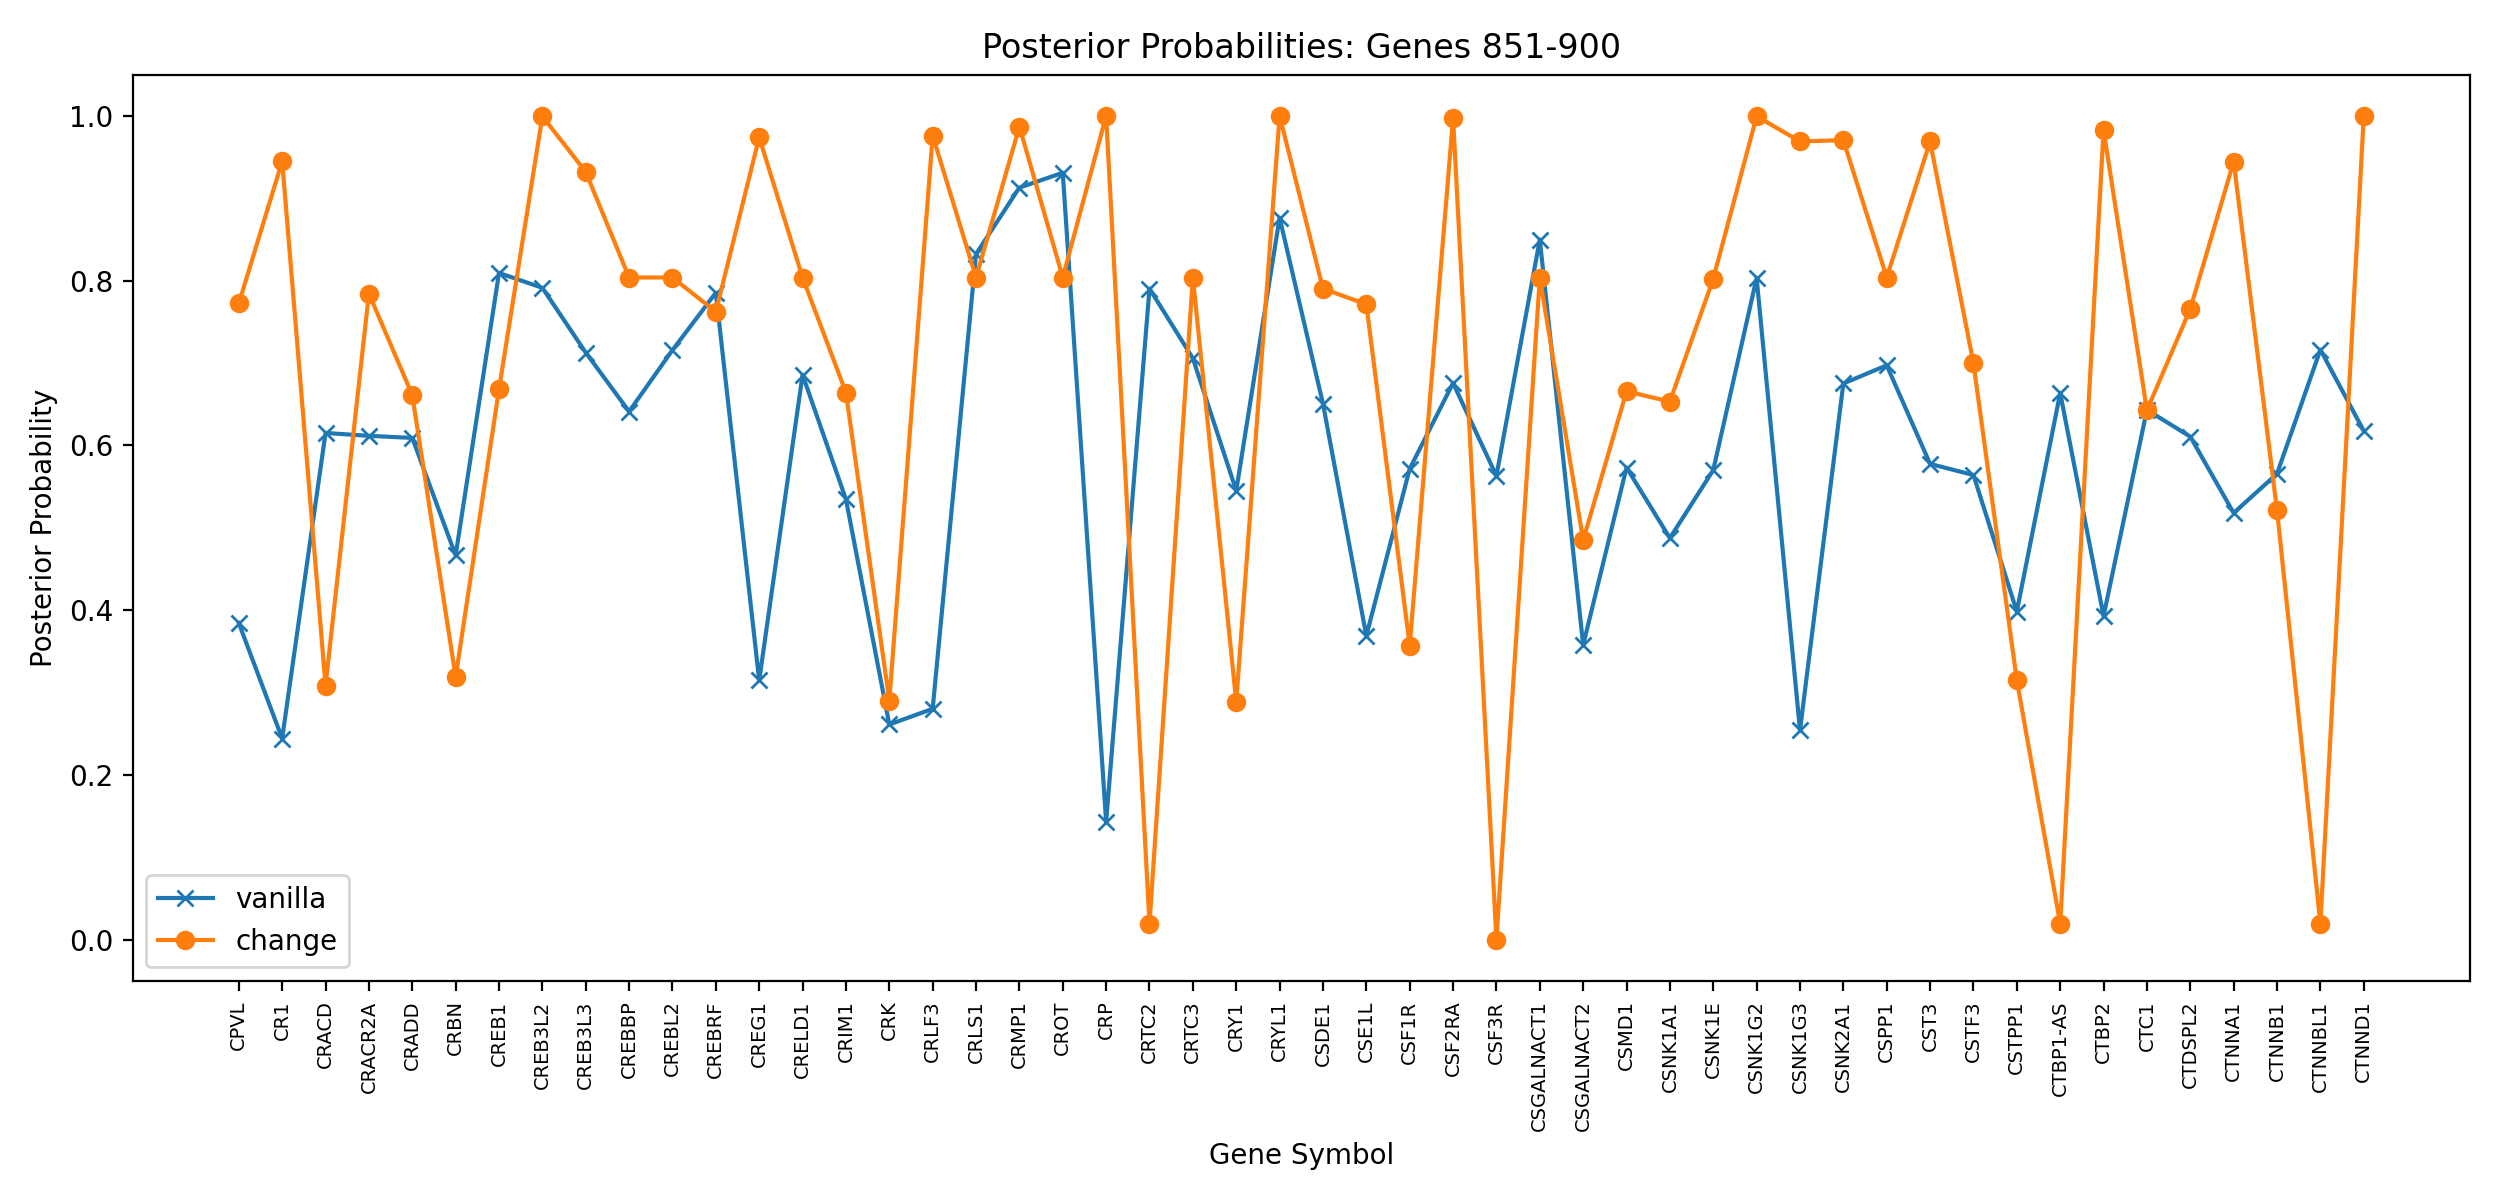 Posterior Probabilities: Genes 851-900
Posterior Probability
1.0
0.8
0.6
0.4
0.2
0.0
vanilla
change
CPVL
CR1
CRACD
CRACR2A
CRADD
CRBN
CREB1
CREB3L2
CREB3L3
CREBBP
CREBL2
CREBRF
CREG1
CRELD1
CRIM1
CRK
CRLF3
CRLS1
CRMP1
CROT
CRP
CRTC2
CRTC3
CRY1
CRYL1
CSDE1
CSE1L
CSF1R
CSF2RA
CSF3R
CSGALNACT1
CSGALNACT2
CSMD1
CSNK1A1
CSNK1E
CSNK1G2
CSNK1G3
CSNK2A1
CSPP1
CST3
CSTF3
CSTPP1
CTBP1-AS
CTBP2
CTC1
CTDSPL2
CTNNA1
CTNNB1
CTNNBL1
CTNND1
Gene Symbol